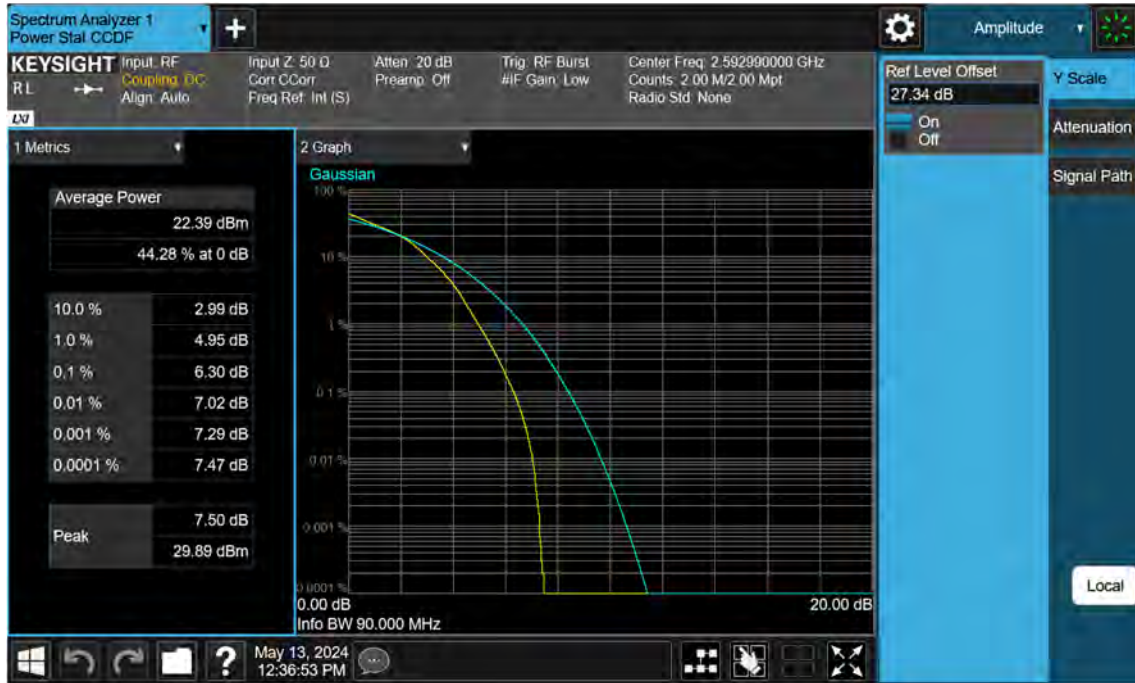 Spectrum Analyzer 1
Power Stat CCDF
+
Amplitude
KEYSIGHT
RL
LXI
Input: RF
Coupling: DC
Align: Auto
Input Z: 50 Ω
Corr CCorr
Freq Ref: Int (S)
Atten: 20 dB
Preamp: Off
Trig: RF Burst
#IF Gain: Low
Center Freq: 2.592990000 GHz
Counts: 2.00 M/2.00 Mpt
Radio Std: None
Ref Level Offset
27.34 dB
On
Off
Y Scale
Attenuation
Signal Path
Local
1 Metrics
Average Power
22.39 dBm
44.28 % at 0 dB
10.0 % 2.99 dB
1.0 % 4.95 dB
0.1 % 6.30 dB
0.01 % 7.02 dB
0.001 % 7.29 dB
0.0001 % 7.47 dB
Peak
7.50 dB
29.89 dBm
2 Graph
Gaussian
100 %
10 %
1 %
0.1 %
0.01 %
0.001 %
0.0001 %
0.00 dB 20.00 dB
Info BW 90.000 MHz
?
May 13, 2024
12:36:53 PM